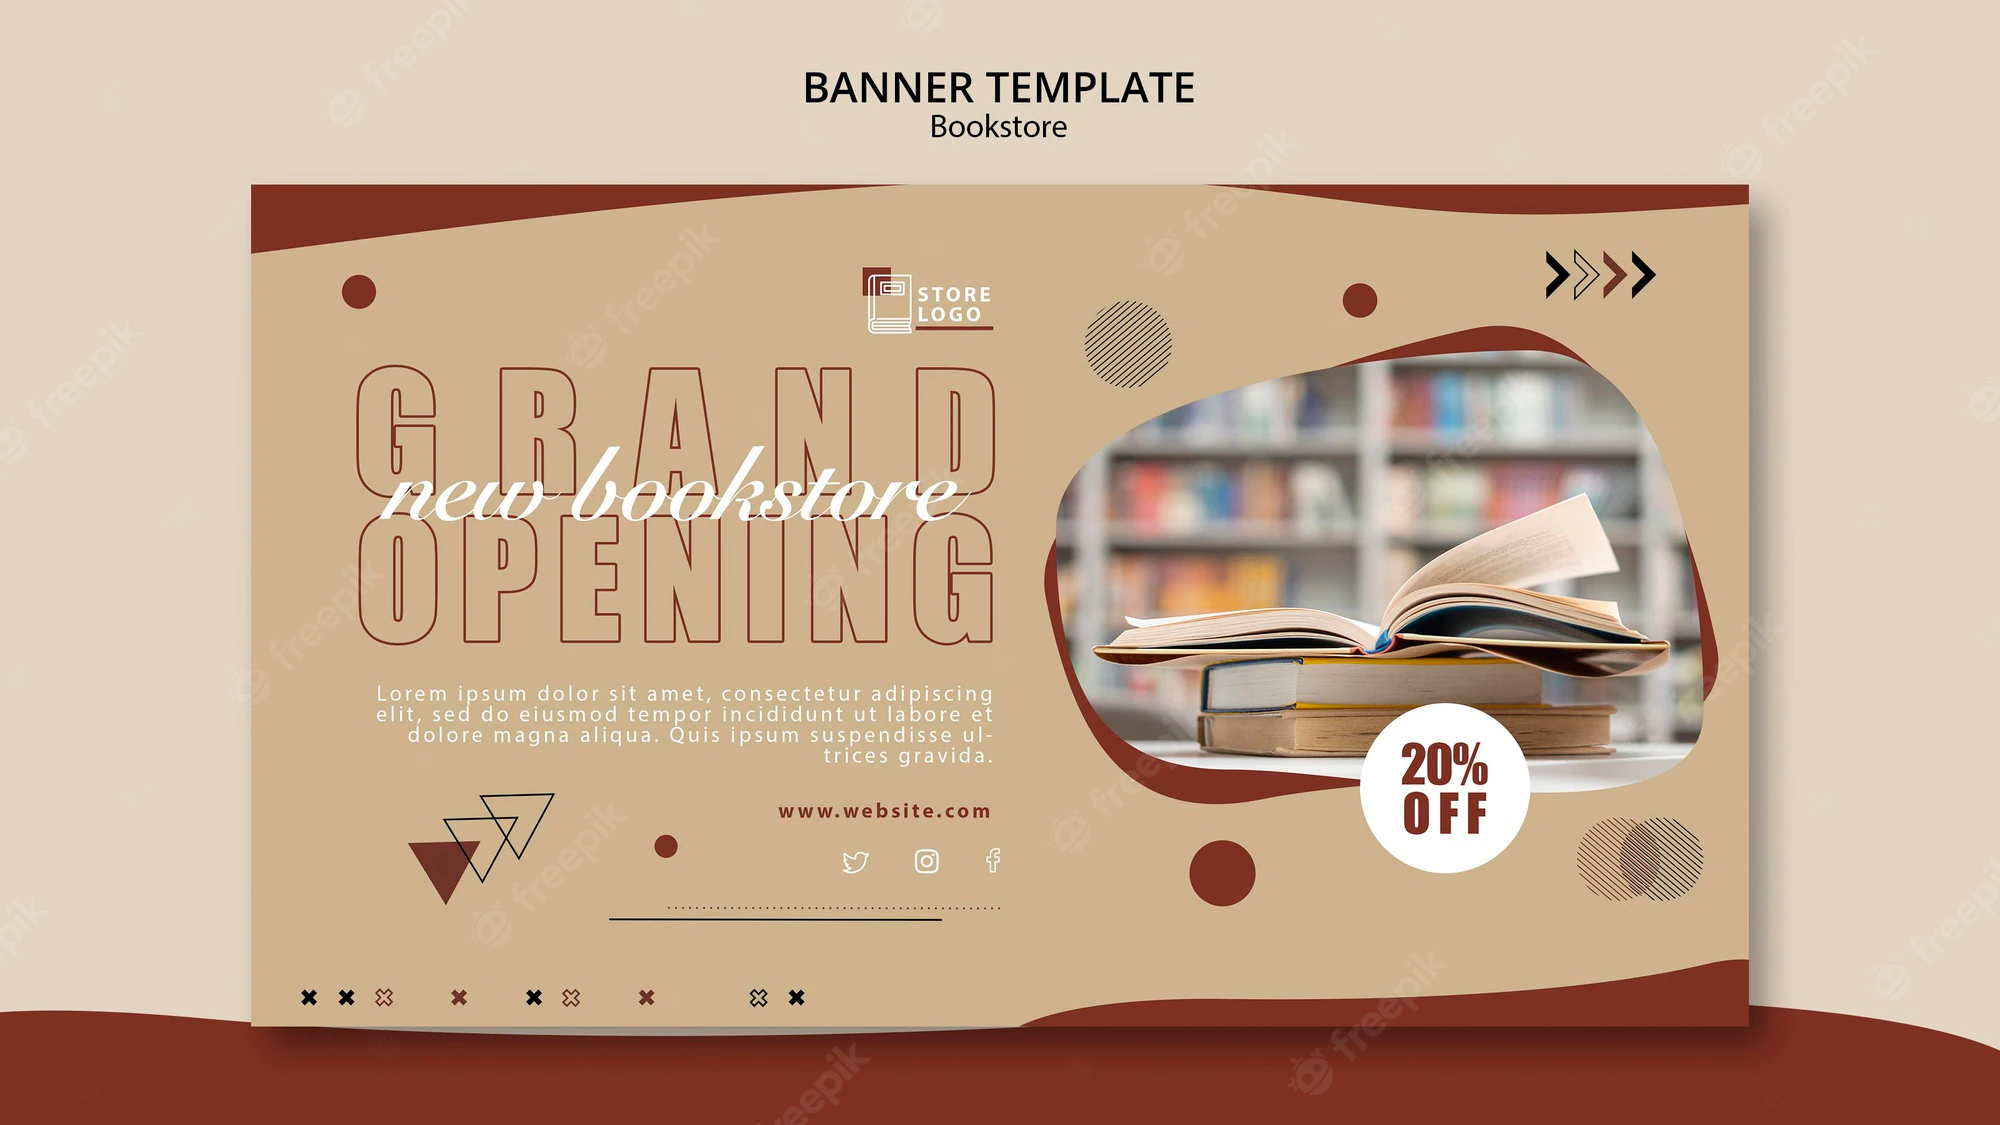 BANNER TEMPLATE
Bookstore
STORE
LOGO
GRAND
new bookstore
OPENING
Lorem ipsum dolor sit amet, consectetur adipiscing
elit, sed do eiusmod tempor incididunt ut labore et
dolore magna aliqua. Quis ipsum suspendisse ul-
trices gravida.
www.website.com
20%
OFF
freepik